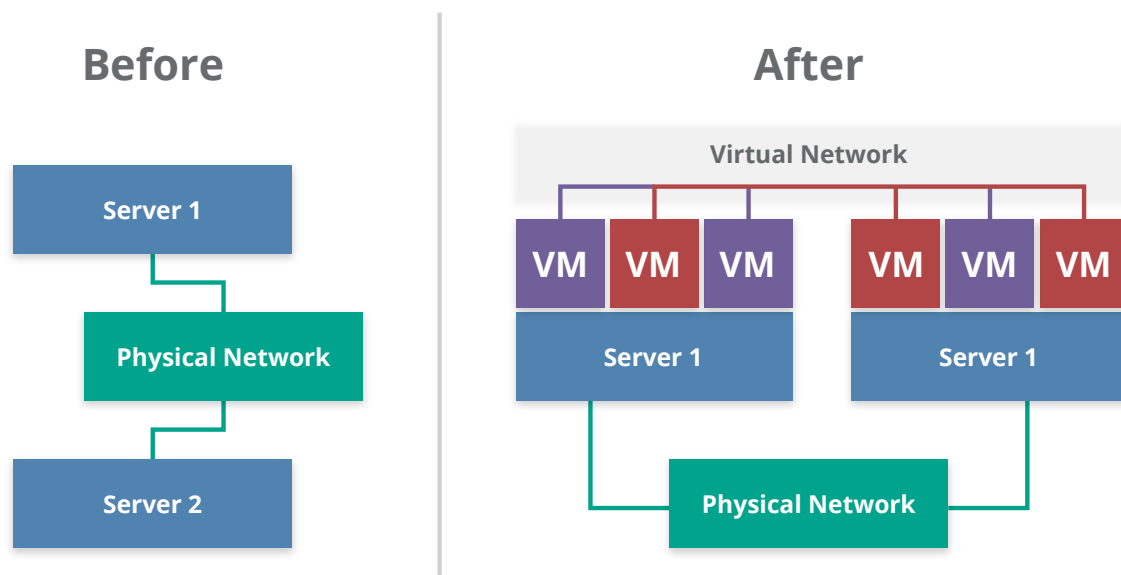 Before
Server 1
Physical Network
Server 2
After
Virtual Network
VM VM VM VM VM VM
Server 1 Server 1
Physical Network